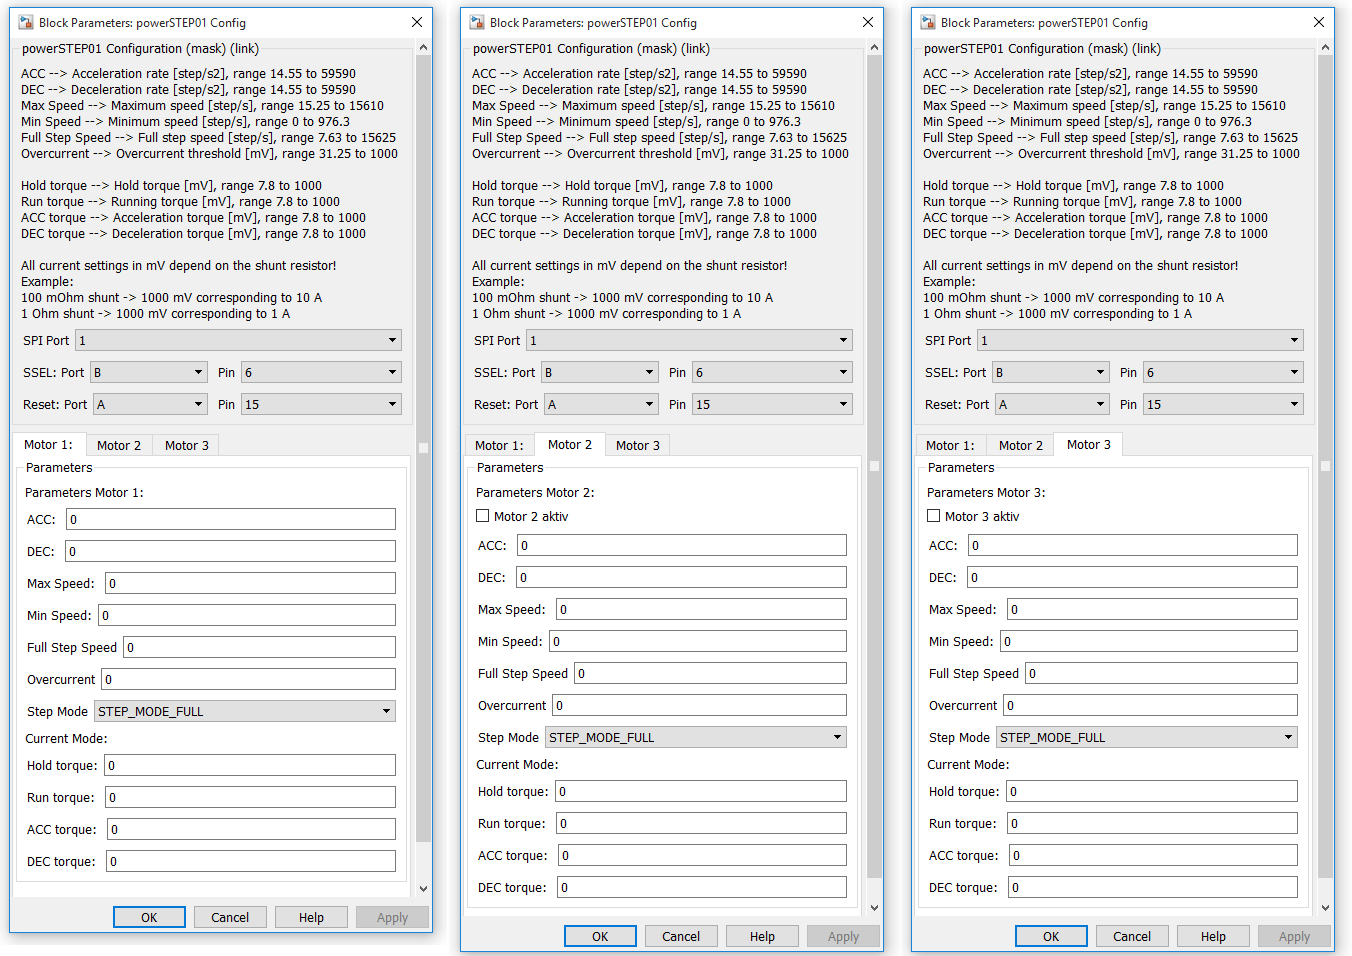 Block Parameters: powerSTEP01 Config
powerSTEP01 Configuration (mask) (link)
ACC --> Acceleration rate [step/s2], range 14.55 to 59590
DEC --> Deceleration rate [step/s2], range 14.55 to 59590
Max Speed --> Maximum speed [step/s], range 15.25 to 15610
Min Speed --> Minimum speed [step/s], range 0 to 976.3
Full Step Speed --> Full step speed [step/s], range 7.63 to 15625
Overcurrent --> Overcurrent threshold [mV], range 31.25 to 1000
Hold torque --> Hold torque [mV], range 7.8 to 1000
Run torque --> Running torque [mV], range 7.8 to 1000
ACC torque --> Acceleration torque [mV], range 7.8 to 1000
DEC torque --> Deceleration torque [mV], range 7.8 to 1000
All current settings in mV depend on the shunt resistor!
Example:
100 mOhm shunt -> 1000 mV corresponding to 10 A
1 Ohm shunt -> 1000 mV corresponding to 1 A
SPI Port 1
SSEL: Port B Pin 6
Reset: Port A Pin 15
Motor 1: Motor 2 Motor 3
Parameters
Parameters Motor 1:
ACC: 0
DEC: 0
Max Speed: 0
Min Speed: 0
Full Step Speed 0
Overcurrent 0
Step Mode STEP_MODE_FULL
Current Mode:
Hold torque: 0
Run torque: 0
ACC torque: 0
DEC torque: 0
OK Cancel Help Apply
Block Parameters: powerSTEP01 Config
powerSTEP01 Configuration (mask) (link)
ACC --> Acceleration rate [step/s2], range 14.55 to 59590
DEC --> Deceleration rate [step/s2], range 14.55 to 59590
Max Speed --> Maximum speed [step/s], range 15.25 to 15610
Min Speed --> Minimum speed [step/s], range 0 to 976.3
Full Step Speed --> Full step speed [step/s], range 7.63 to 15625
Overcurrent --> Overcurrent threshold [mV], range 31.25 to 1000
Hold torque --> Hold torque [mV], range 7.8 to 1000
Run torque --> Running torque [mV], range 7.8 to 1000
ACC torque --> Acceleration torque [mV], range 7.8 to 1000
DEC torque --> Deceleration torque [mV], range 7.8 to 1000
All current settings in mV depend on the shunt resistor!
Example:
100 mOhm shunt -> 1000 mV corresponding to 10 A
1 Ohm shunt -> 1000 mV corresponding to 1 A
SPI Port 1
SSEL: Port B Pin 6
Reset: Port A Pin 15
Motor 1: Motor 2 Motor 3
Parameters
Parameters Motor 2:
Motor 2 aktiv
ACC: 0
DEC: 0
Max Speed: 0
Min Speed: 0
Full Step Speed 0
Overcurrent 0
Step Mode STEP_MODE_FULL
Current Mode:
Hold torque: 0
Run torque: 0
ACC torque: 0
DEC torque: 0
OK Cancel Help Apply
Block Parameters: powerSTEP01 Config
powerSTEP01 Configuration (mask) (link)
ACC --> Acceleration rate [step/s2], range 14.55 to 59590
DEC --> Deceleration rate [step/s2], range 14.55 to 59590
Max Speed --> Maximum speed [step/s], range 15.25 to 15610
Min Speed --> Minimum speed [step/s], range 0 to 976.3
Full Step Speed --> Full step speed [step/s], range 7.63 to 15625
Overcurrent --> Overcurrent threshold [mV], range 31.25 to 1000
Hold torque --> Hold torque [mV], range 7.8 to 1000
Run torque --> Running torque [mV], range 7.8 to 1000
ACC torque --> Acceleration torque [mV], range 7.8 to 1000
DEC torque --> Deceleration torque [mV], range 7.8 to 1000
All current settings in mV depend on the shunt resistor!
Example:
100 mOhm shunt -> 1000 mV corresponding to 10 A
1 Ohm shunt -> 1000 mV corresponding to 1 A
SPI Port 1
SSEL: Port B Pin 6
Reset: Port A Pin 15
Motor 1: Motor 2 Motor 3
Parameters
Parameters Motor 3:
Motor 3 aktiv
ACC: 0
DEC: 0
Max Speed: 0
Min Speed: 0
Full Step Speed 0
Overcurrent 0
Step Mode STEP_MODE_FULL
Current Mode:
Hold torque: 0
Run torque: 0
ACC torque: 0
DEC torque: 0
OK Cancel Help Apply